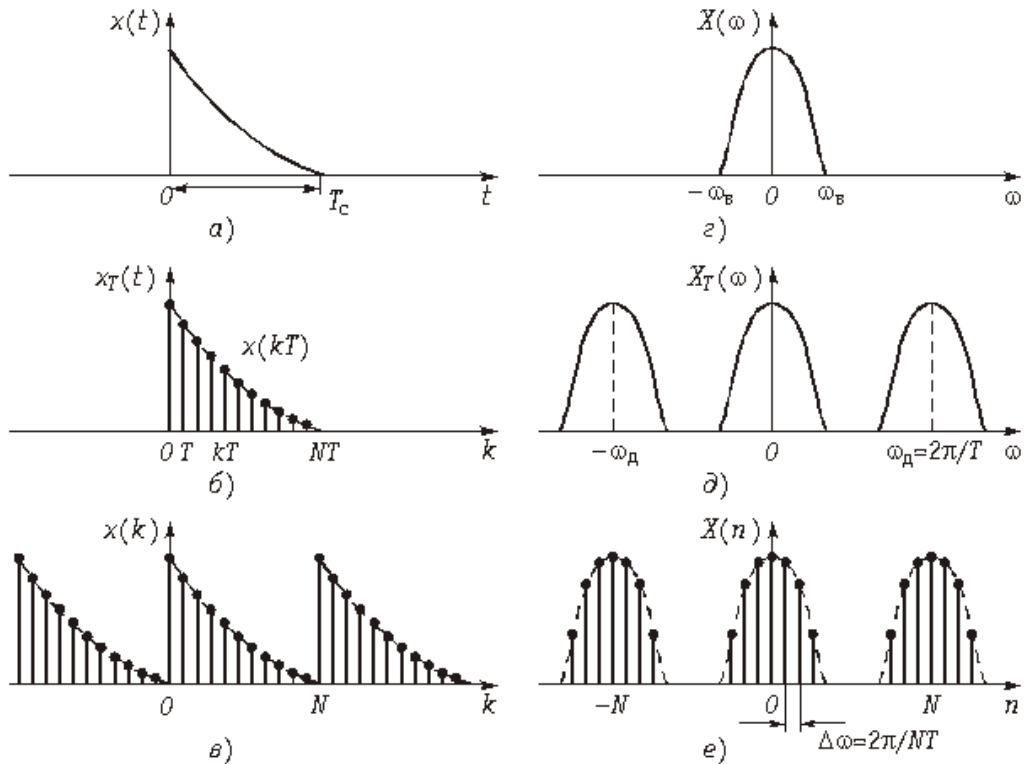 x(t)
0
T_c
t
а)
X(ω)
−ω_в
0
ω_в
ω
г)
x_T(t)
x(kT)
0 T kT NT k
б)
X_T(ω)
−ω_д
0
ω_д=2π/T
ω
д)
x(k)
0
N
k
в)
X(n)
−N
0
N
n
Δω=2π/NT
е)